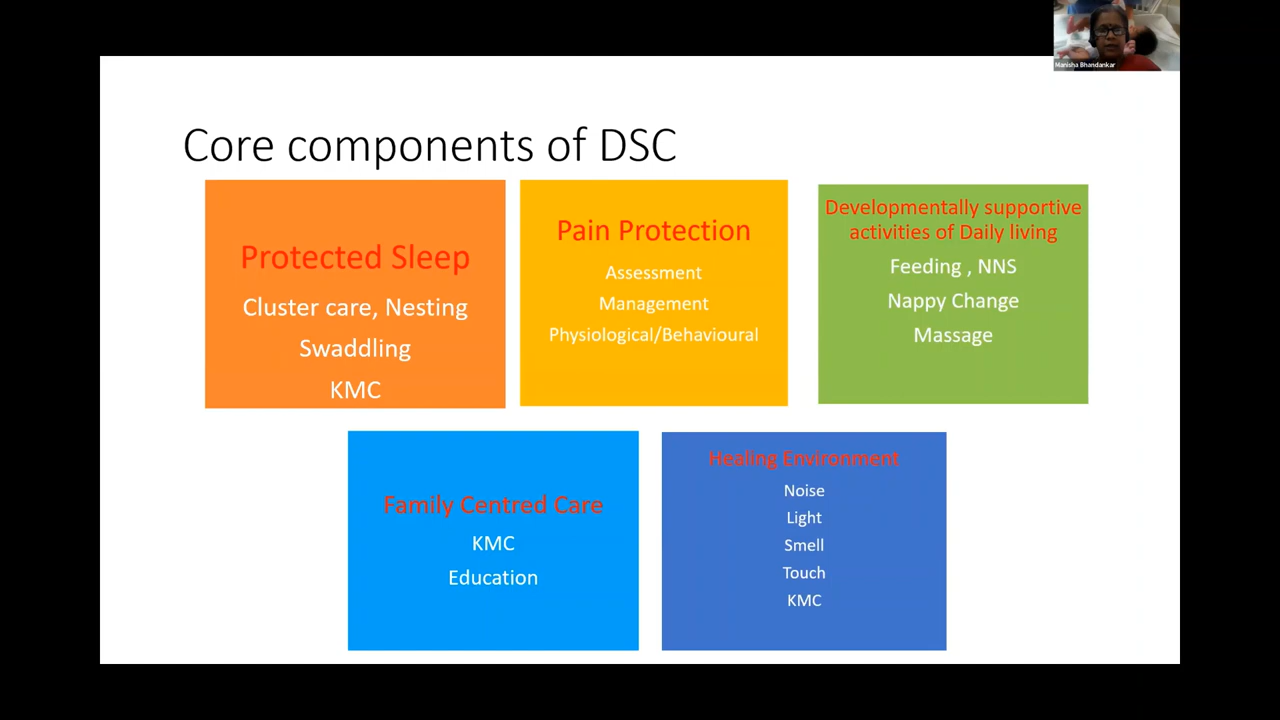 Manisha Bhandankar
Core components of DSC
Protected Sleep
Cluster care, Nesting
Swaddling
KMC
Pain Protection
Assessment
Management
Physiological/Behavioural
Developmentally supportive
activities of Daily living
Feeding , NNS
Nappy Change
Massage
Family Centred Care
KMC
Education
Healing Environment
Noise
Light
Smell
Touch
KMC